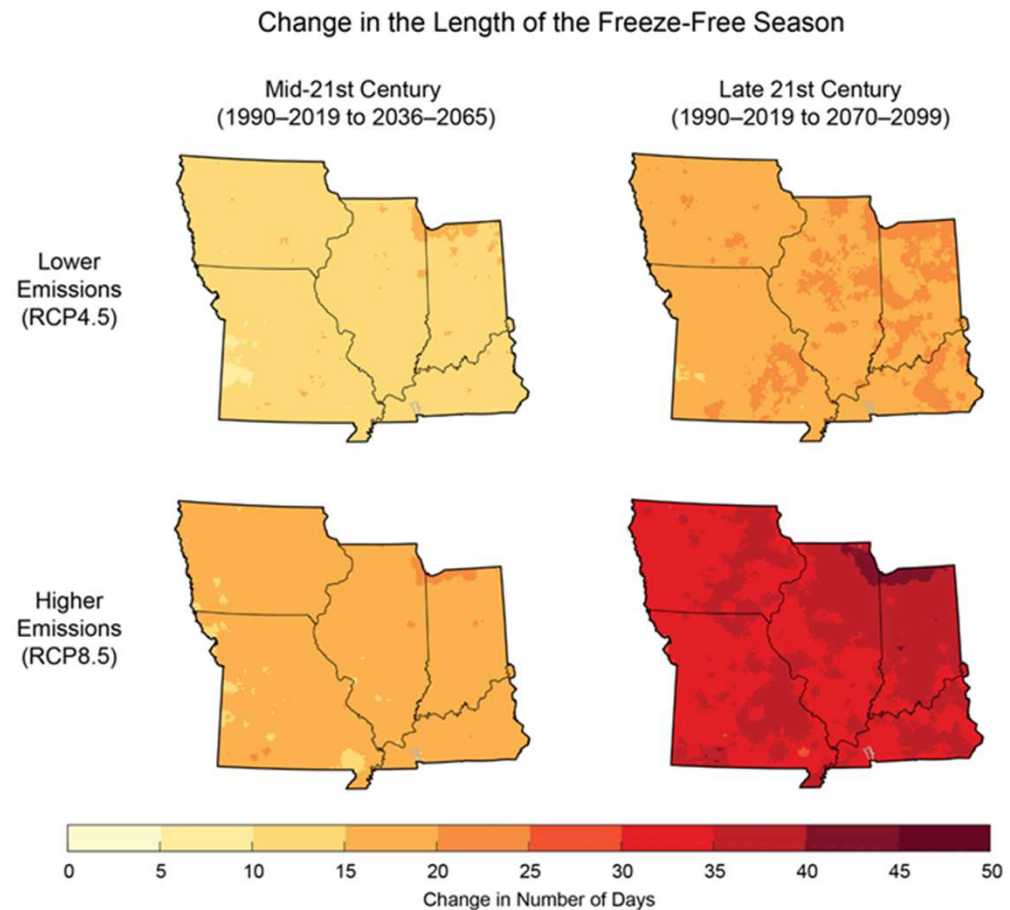 Change in the Length of the Freeze-Free Season
Mid-21st Century
(1990–2019 to 2036–2065)
Late 21st Century
(1990–2019 to 2070–2099)
Lower
Emissions
(RCP4.5)
Higher
Emissions
(RCP8.5)
0 5 10 15 20 25 30 35 40 45 50
Change in Number of Days